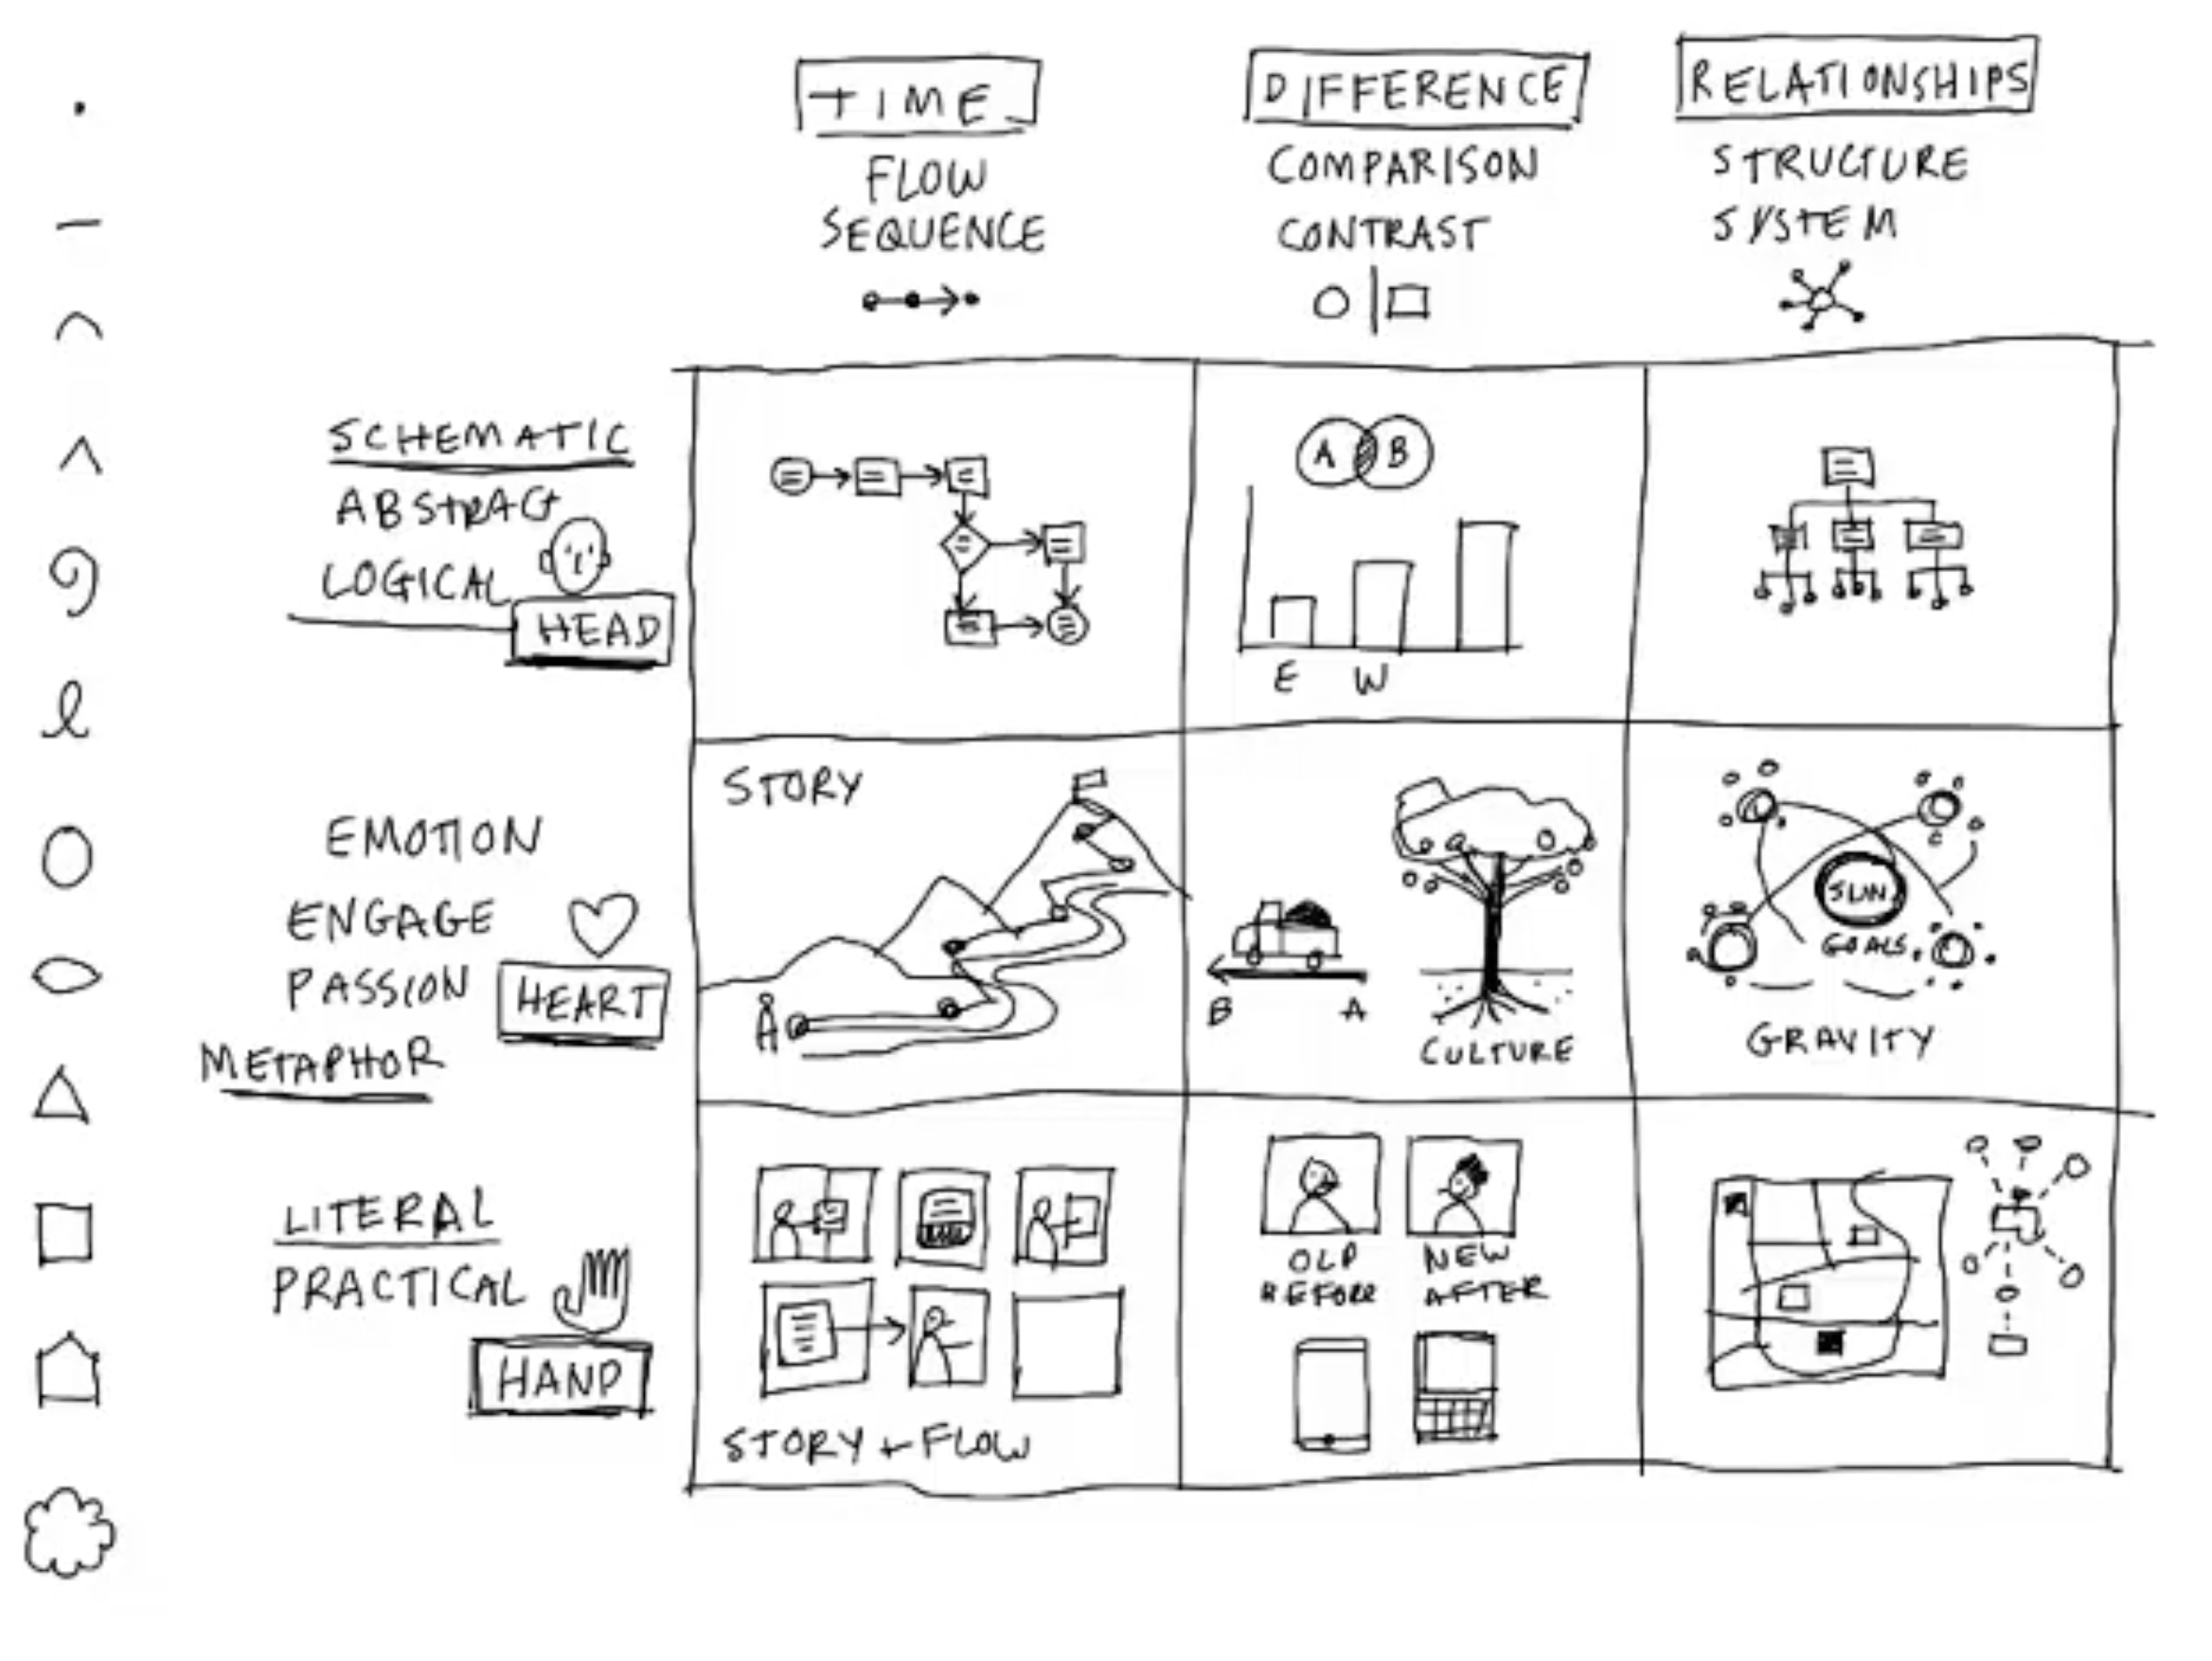 TIME
FLOW
SEQUENCE
DIFFERENCE
COMPARISON
CONTRAST
RELATIONSHIPS
STRUCTURE
SYSTEM
SCHEMATIC
ABSTRACT
LOGICAL
HEAD
A B
E W
EMOTION
ENGAGE
PASSION
HEART
METAPHOR
STORY
B A
CULTURE
SUN
GOALS
GRAVITY
LITERAL
PRACTICAL
HAND
STORY + FLOW
OLD
BEFORE
NEW
AFTER